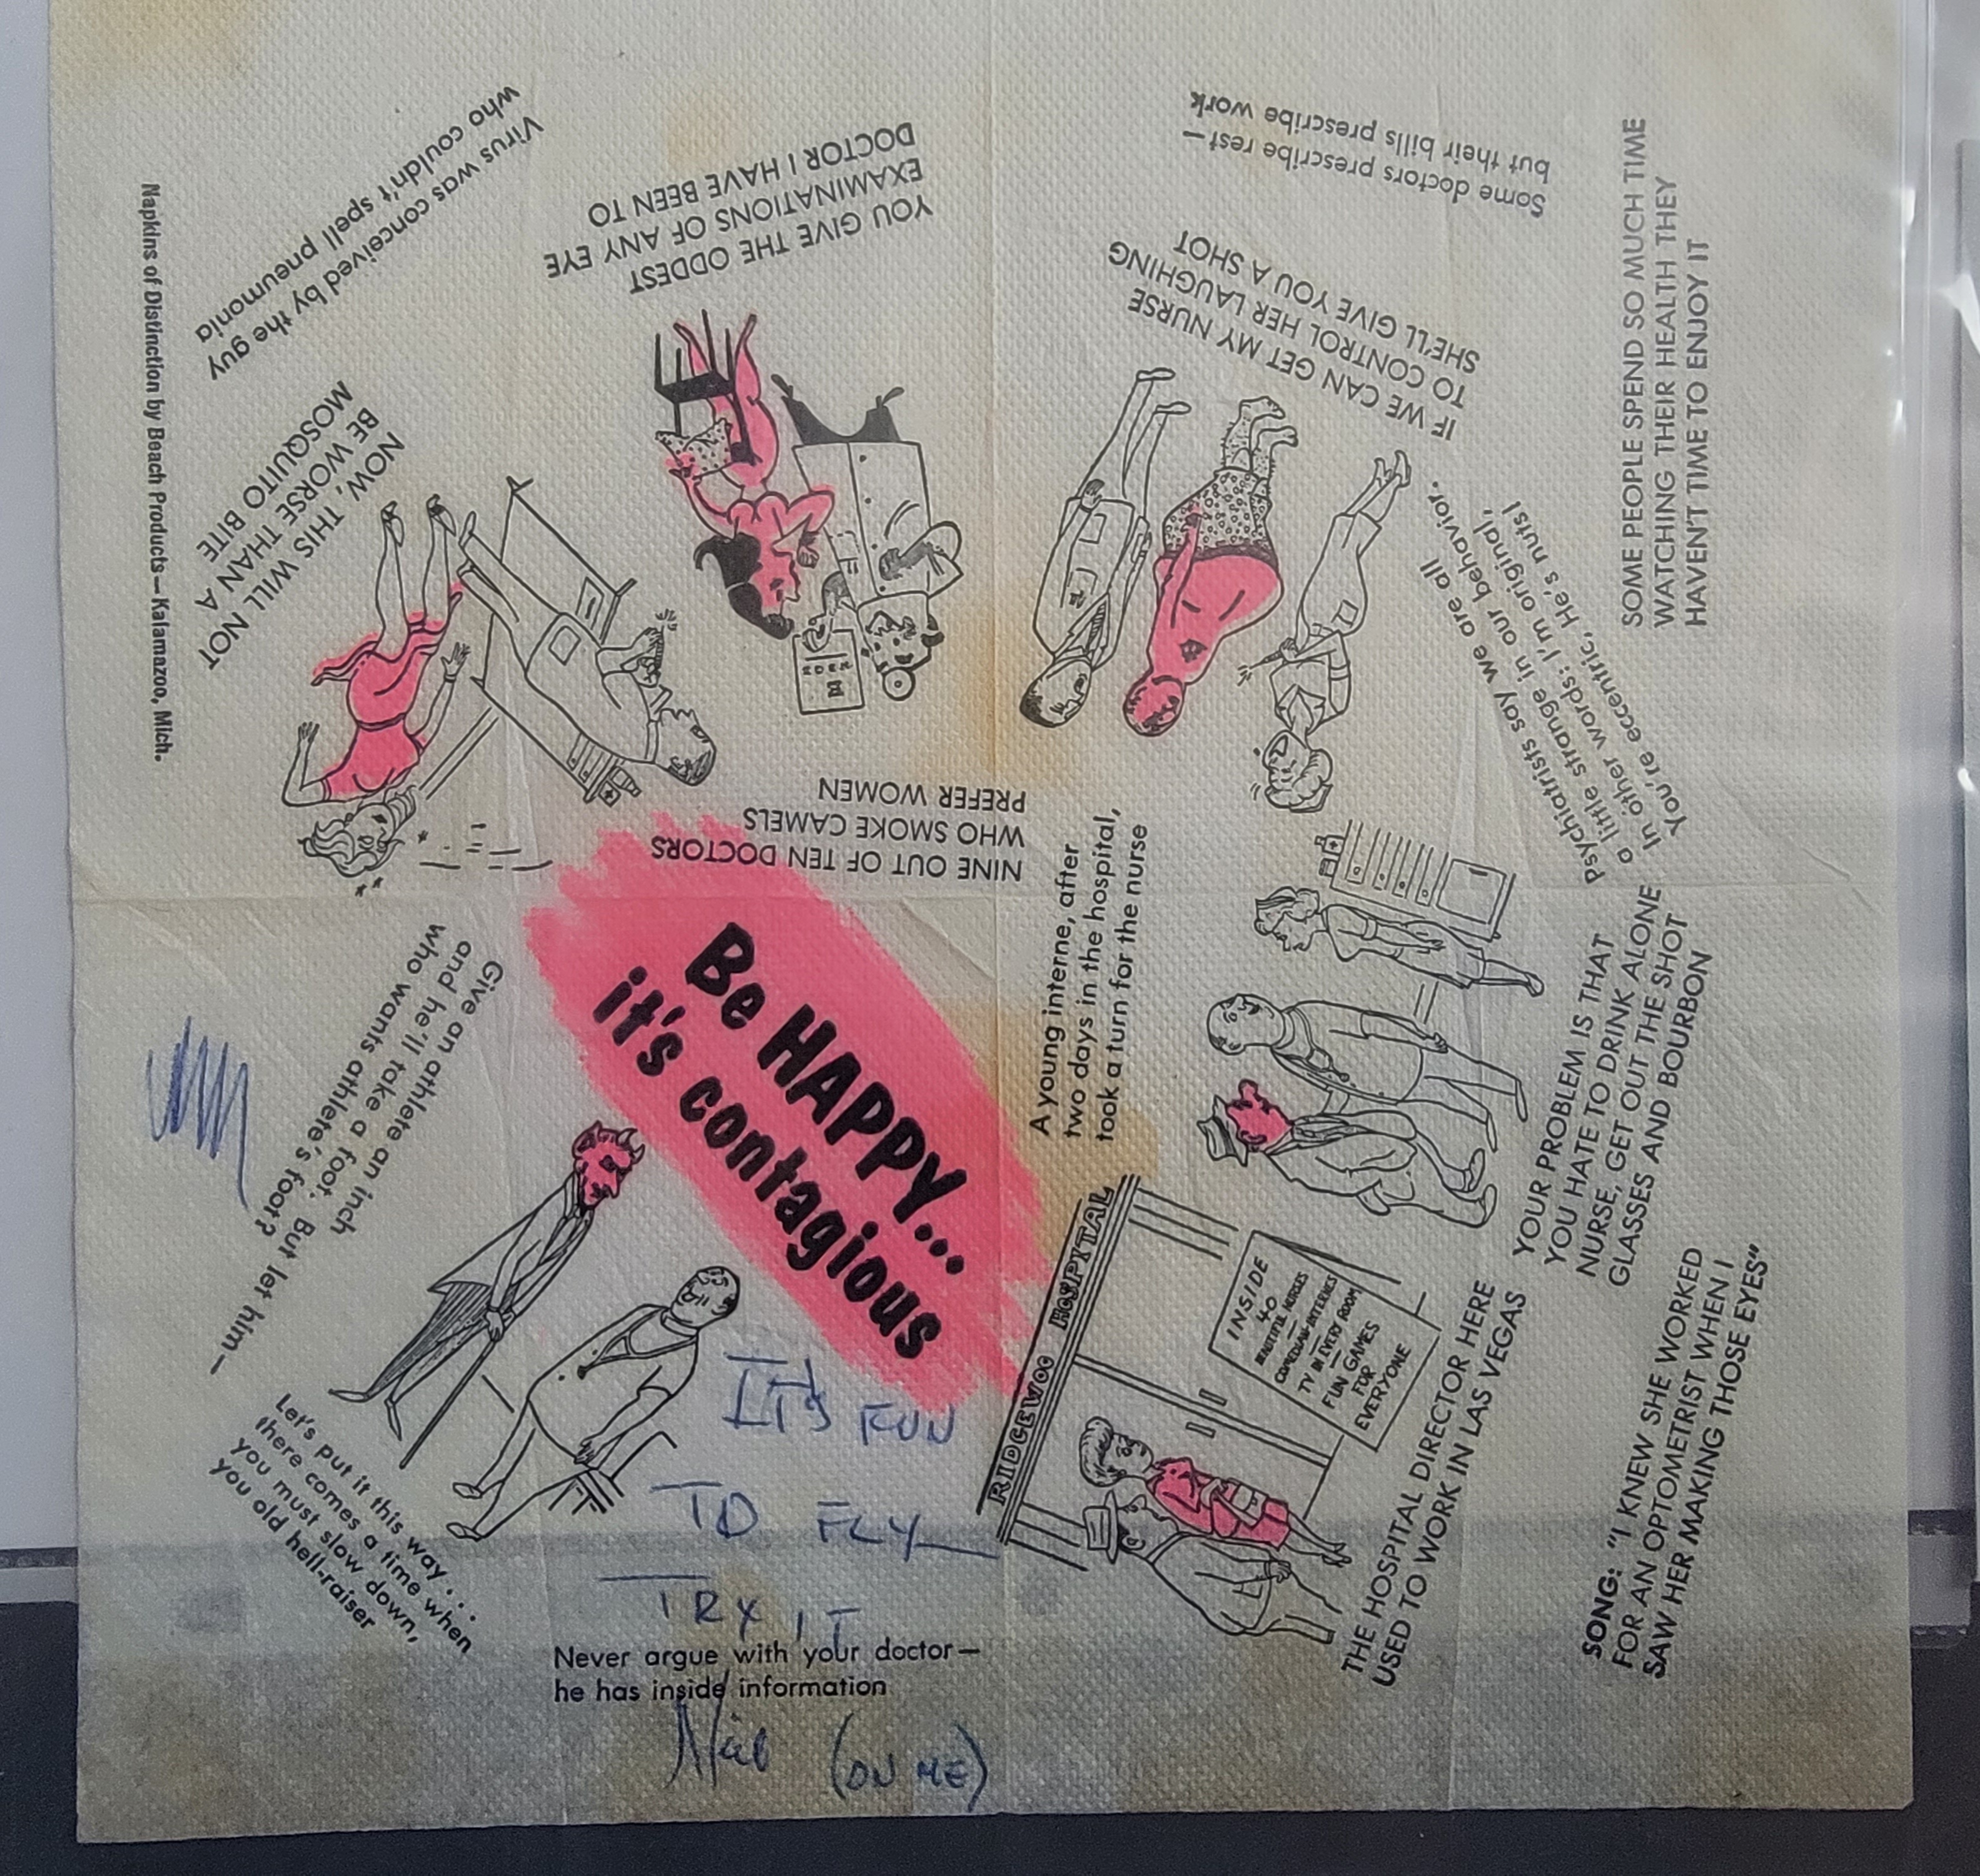 Napkins of Distinction by Beach Products—Kalamazoo, Mich.
Virus was conceived by the guy
who couldn't spell pneumonia
NOW, THIS WILL NOT
BE WORSE THAN A
MOSQUITO BITE
YOU GIVE THE ODDEST
EXAMINATIONS OF ANY EYE
DOCTOR I HAVE BEEN TO
Some doctors prescribe rest—
but their bills prescribe work
IF WE CAN GET MY NURSE
TO CONTROL HER LAUGHING
SHE'LL GIVE YOU A SHOT
SOME PEOPLE SPEND SO MUCH TIME
WATCHING THEIR HEALTH THEY
HAVEN'T TIME TO ENJOY IT
Psychiatrists say we are all
a little strange in our behavior.
In other words: I'm original,
You're eccentric, He's nuts!
NINE OUT OF TEN DOCTORS
WHO SMOKE CAMELS
PREFER WOMEN
Be HAPPY...
it's contagious
A young interne, after
two days in the hospital,
took a turn for the nurse
YOUR PROBLEM IS THAT
YOU HATE TO DRINK ALONE
NURSE, GET OUT THE SHOT
GLASSES AND BOURBON
Give an athlete an inch
and he'll take a foot. But let him—
who wants athlete's foot?
Let's put it this way . . .
there comes a time when
you must slow down,
you old hell-raiser
RIDGEWOO HOSPITAL
INSIDE
40
BEAUTIFUL NURSES
COMEDIAN-INTERNES
TV IN EVERY ROOM
FUN GAMES
FOR
EVERYONE
THE HOSPITAL DIRECTOR HERE
USED TO WORK IN LAS VEGAS
SONG: "I KNEW SHE WORKED
FOR AN OPTOMETRIST WHEN I
SAW HER MAKING THOSE EYES"
IT'S FUN
TO FLY
TRY IT
Never argue with your doctor—
he has inside information
(ON ME)